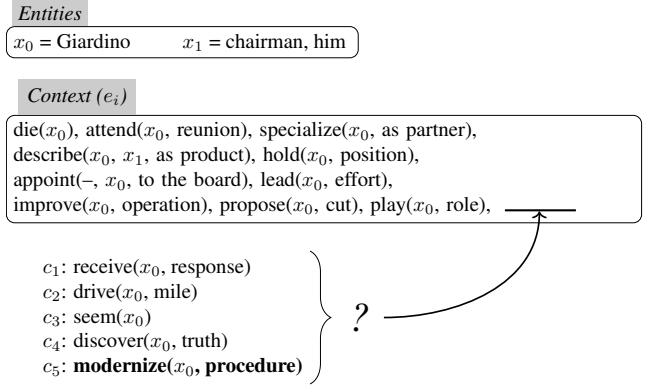 Entities
x₀ = Giardino x₁ = chairman, him
Context (eᵢ)
die(x₀), attend(x₀, reunion), specialize(x₀, as partner),
describe(x₀, x₁, as product), hold(x₀, position),
appoint(–, x₀, to the board), lead(x₀, effort),
improve(x₀, operation), propose(x₀, cut), play(x₀, role), ____
c₁: receive(x₀, response)
c₂: drive(x₀, mile)
c₃: seem(x₀)
c₄: discover(x₀, truth)
c₅: modernize(x₀, procedure)
?